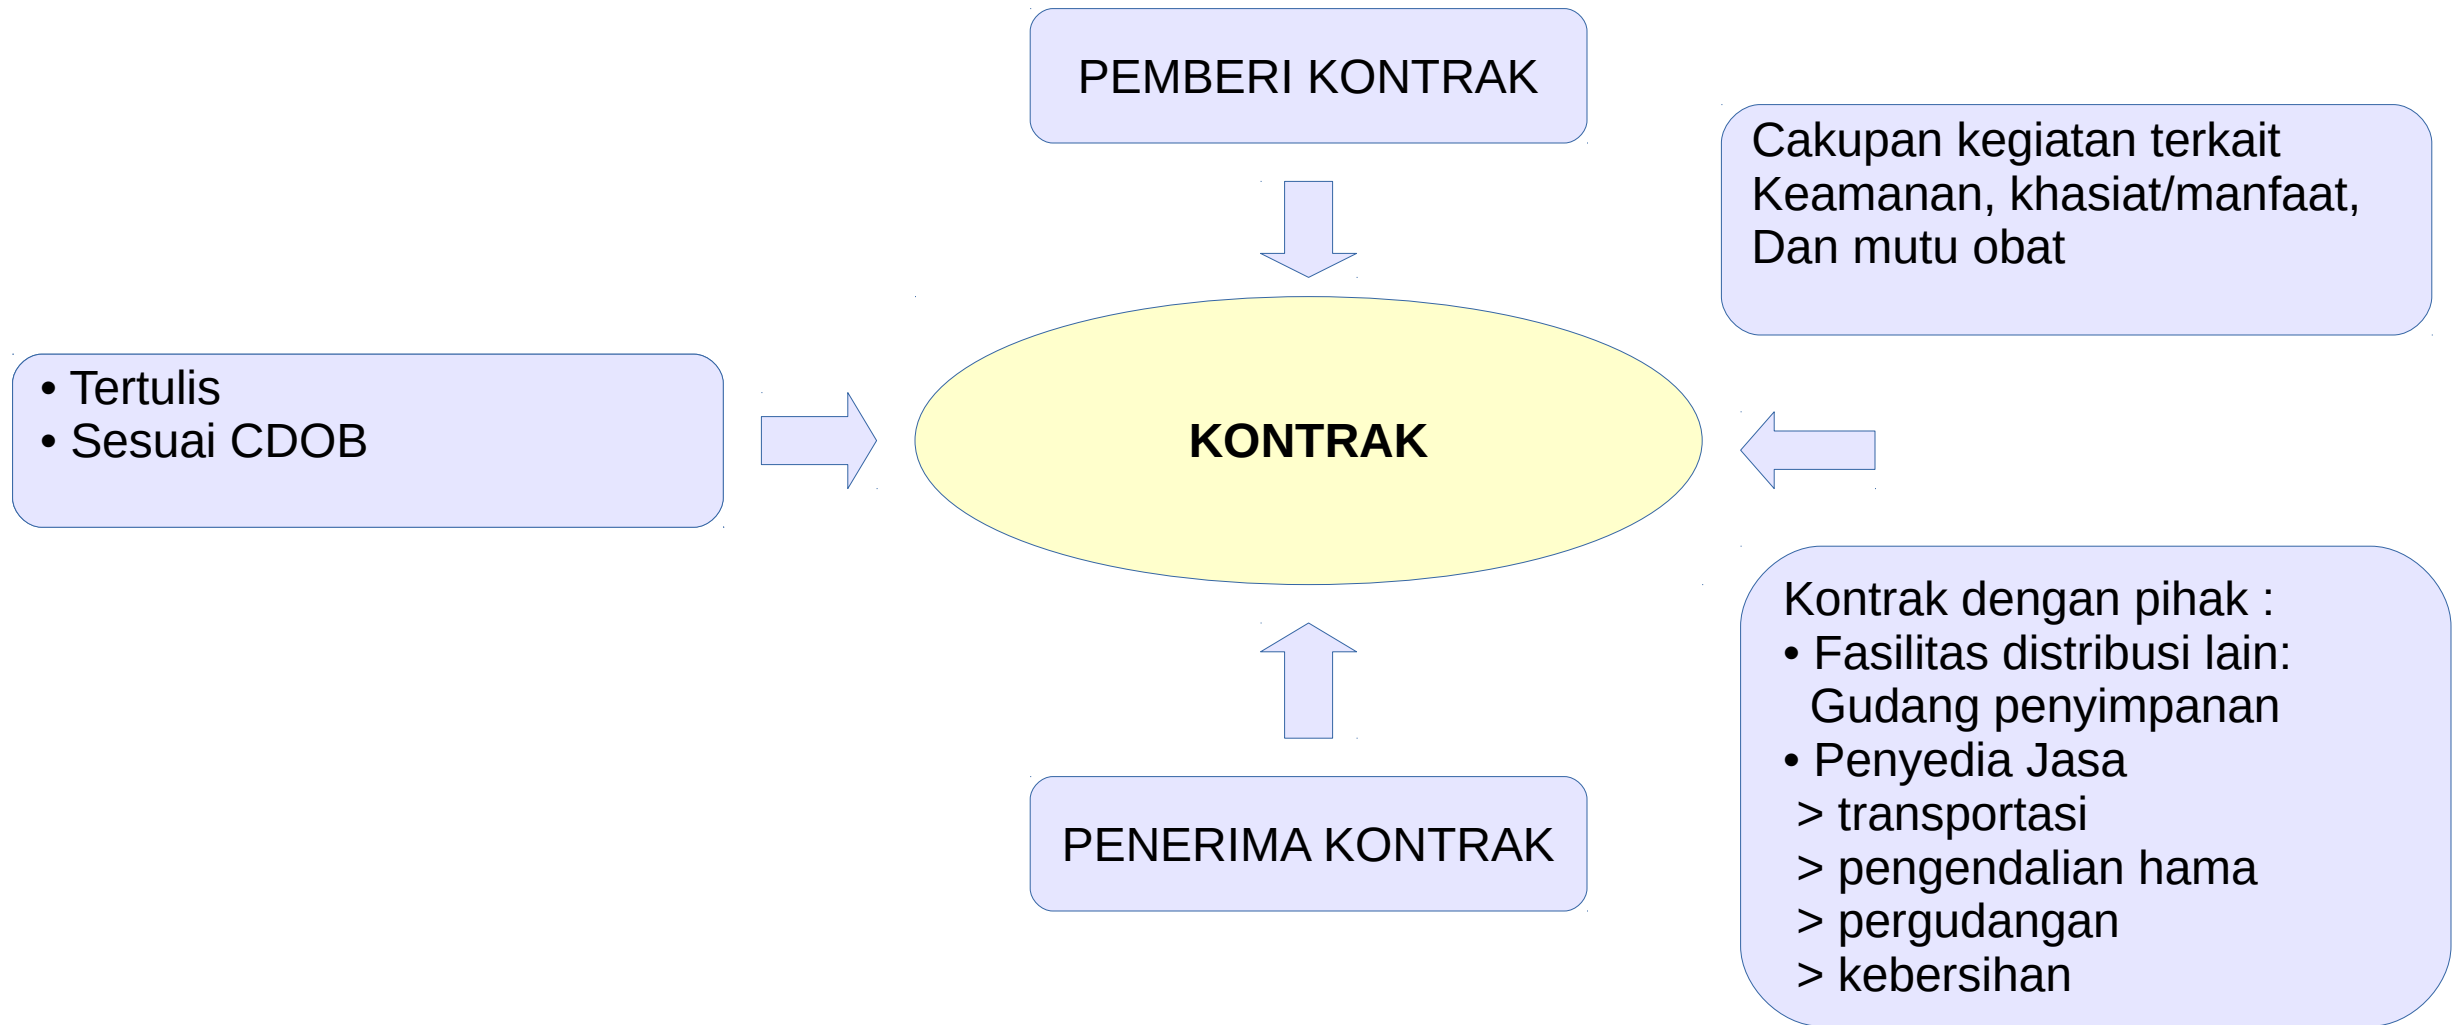 PEMBERI KONTRAK
Cakupan kegiatan terkait
Keamanan, khasiat/manfaat,
Dan mutu obat
• Tertulis
• Sesuai CDOB
KONTRAK
Kontrak dengan pihak :
• Fasilitas distribusi lain:
Gudang penyimpanan
• Penyedia Jasa
> transportasi
> pengendalian hama
> pergudangan
> kebersihan
PENERIMA KONTRAK